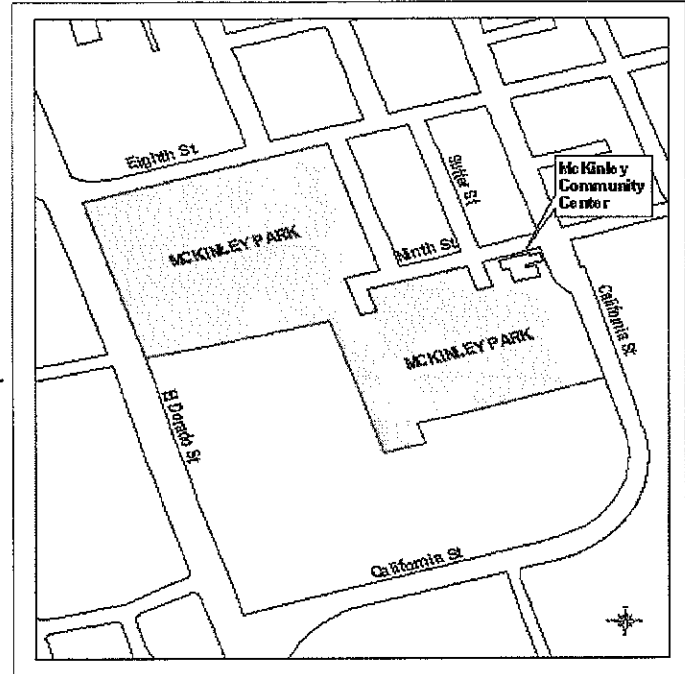 Eighth St
Sutter St
McKinley
Community
Center
MCKINLEY PARK
Ninth St
California St
MCKINLEY PARK
El Dorado St
California St